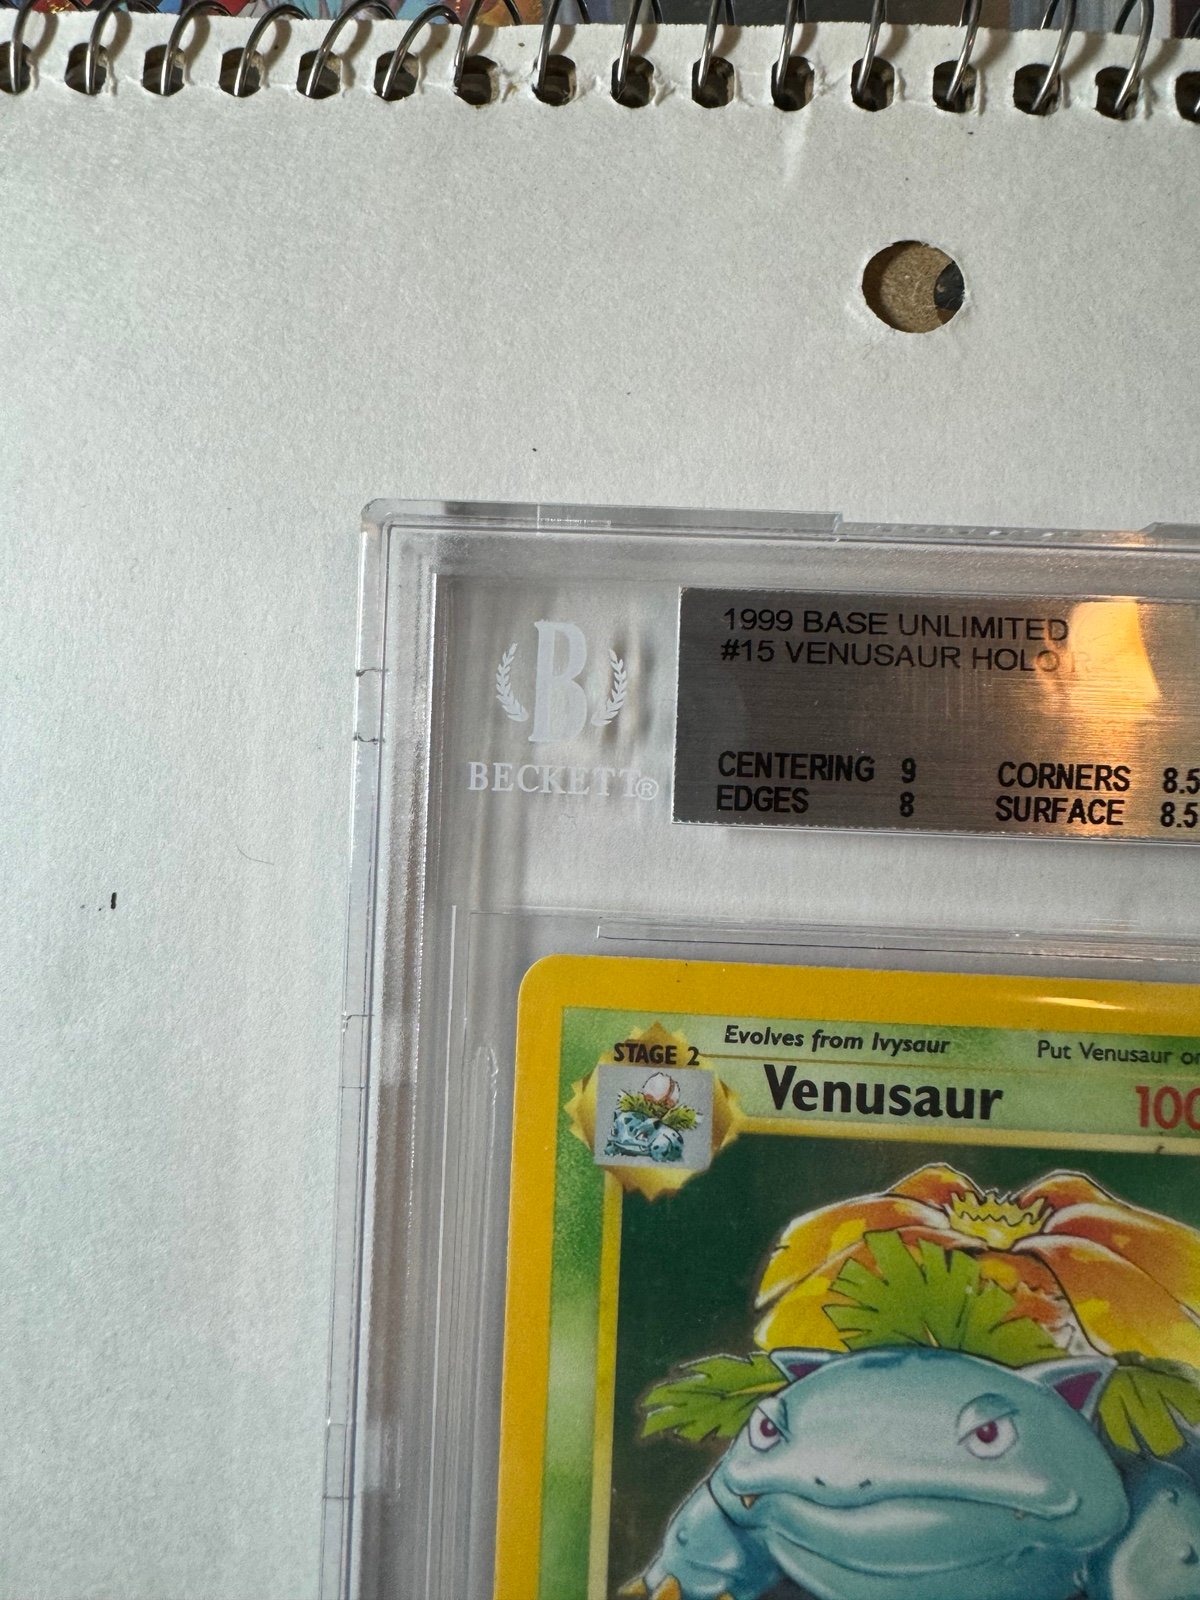 1999 BASE UNLIMITED
#15 VENUSAUR HOLO R
B
BECKETT®
CENTERING 9 CORNERS 8.5
EDGES 8 SURFACE 8.5
Evolves from Ivysaur Put Venusaur
STAGE 2
Venusaur 100